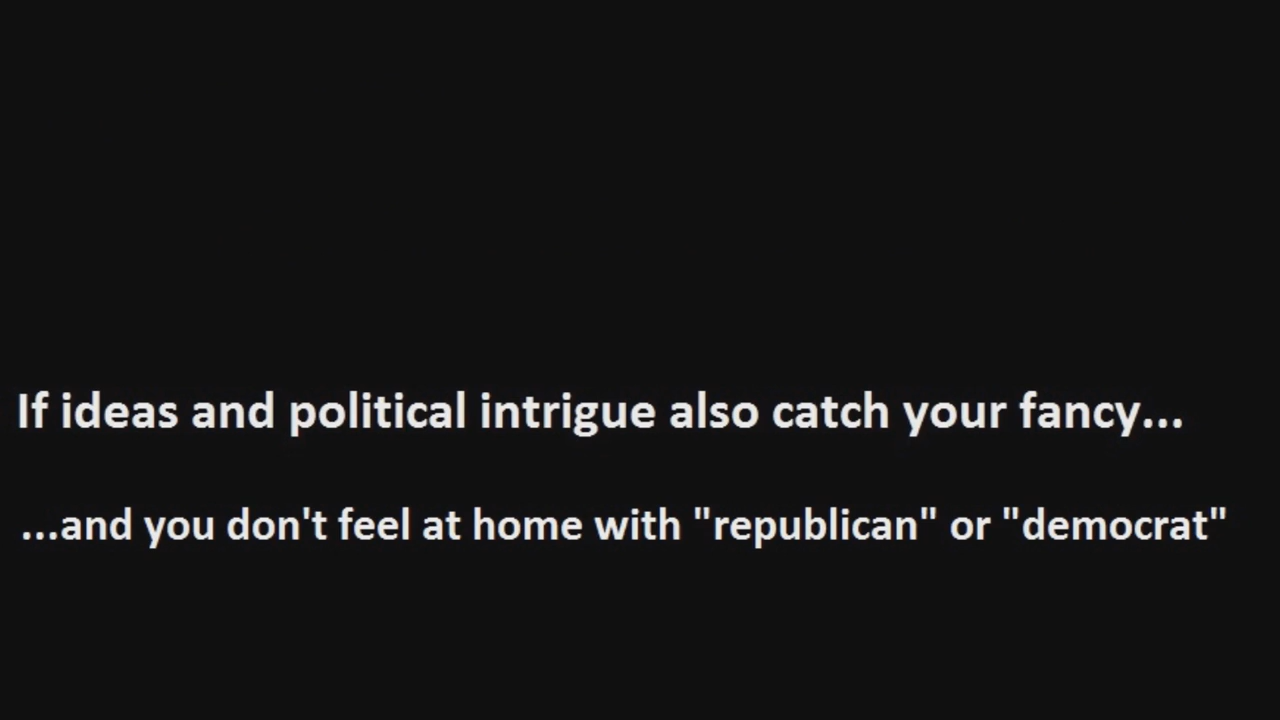 If ideas and political intrigue also catch your fancy...
...and you don't feel at home with "republican" or "democrat"